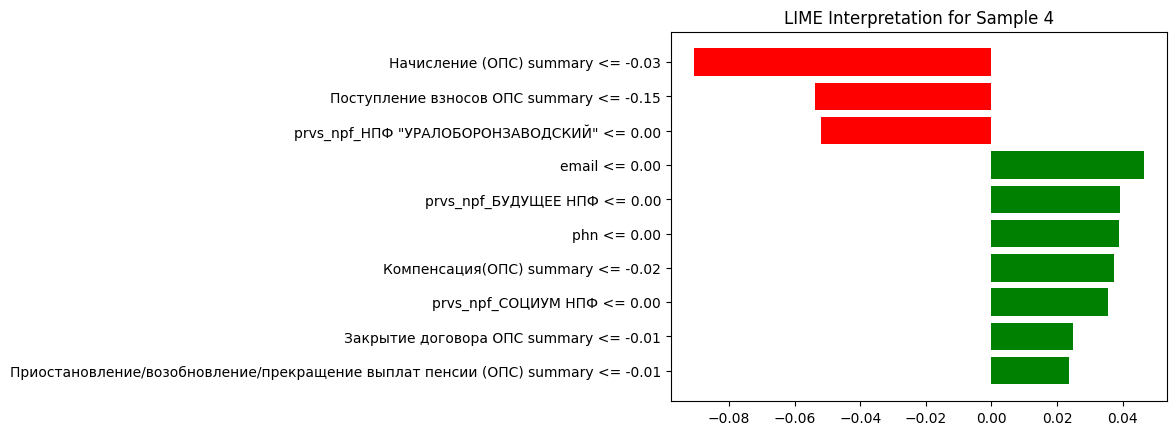 LIME Interpretation for Sample 4
Начисление (ОПС) summary <= -0.03
Поступление взносов ОПС summary <= -0.15
prvs_npf_НПФ "УРАЛОБОРОНЗАВОДСКИЙ" <= 0.00
email <= 0.00
prvs_npf_БУДУЩЕЕ НПФ <= 0.00
phn <= 0.00
Компенсация(ОПС) summary <= -0.02
prvs_npf_СОЦИУМ НПФ <= 0.00
Закрытие договора ОПС summary <= -0.01
Приостановление/возобновление/прекращение выплат пенсии (ОПС) summary <= -0.01
−0.08 −0.06 −0.04 −0.02 0.00 0.02 0.04